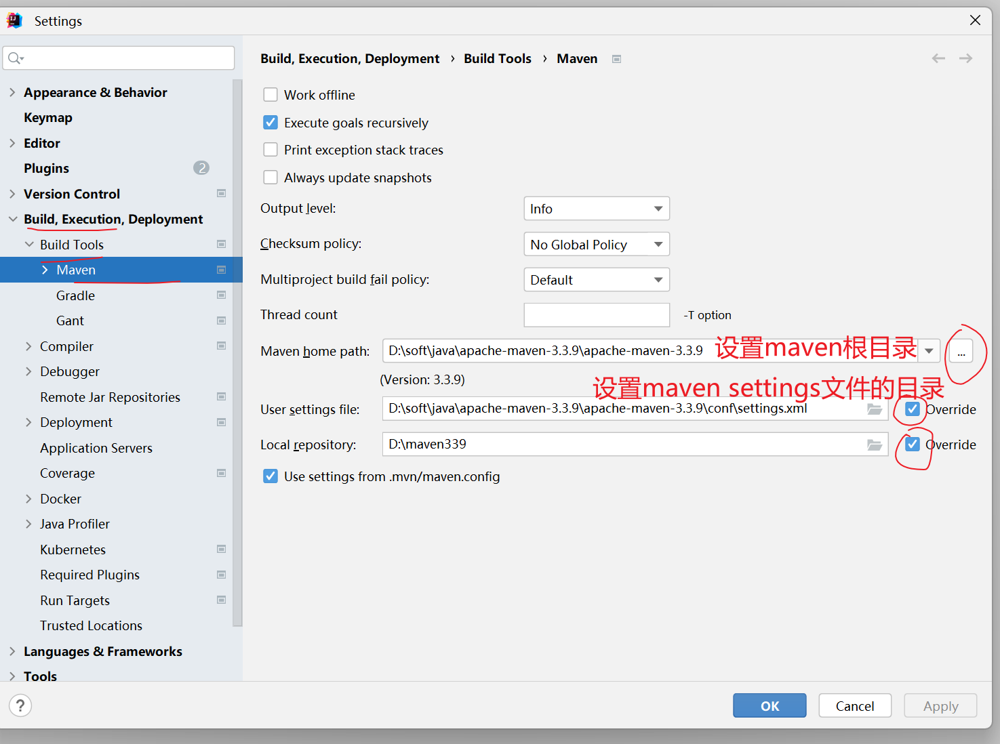 Settings
Build, Execution, Deployment › Build Tools › Maven
Appearance & Behavior
Keymap
Editor
Plugins 2
Version Control
Build, Execution, Deployment
Build Tools
Maven
Gradle
Gant
Compiler
Debugger
Remote Jar Repositories
Deployment
Application Servers
Coverage
Docker
Java Profiler
Kubernetes
Required Plugins
Run Targets
Trusted Locations
Languages & Frameworks
Tools
Work offline
Execute goals recursively
Print exception stack traces
Always update snapshots
Output level: Info
Checksum policy: No Global Policy
Multiproject build fail policy: Default
Thread count -T option
Maven home path: D:\soft\java\apache-maven-3.3.9\apache-maven-3.3.9 设置maven根目录 ...
(Version: 3.3.9)
设置maven settings文件的目录
User settings file: D:\soft\java\apache-maven-3.3.9\apache-maven-3.3.9\conf\settings.xml Override
Local repository: D:\maven339 Override
Use settings from .mvn/maven.config
? OK Cancel Apply